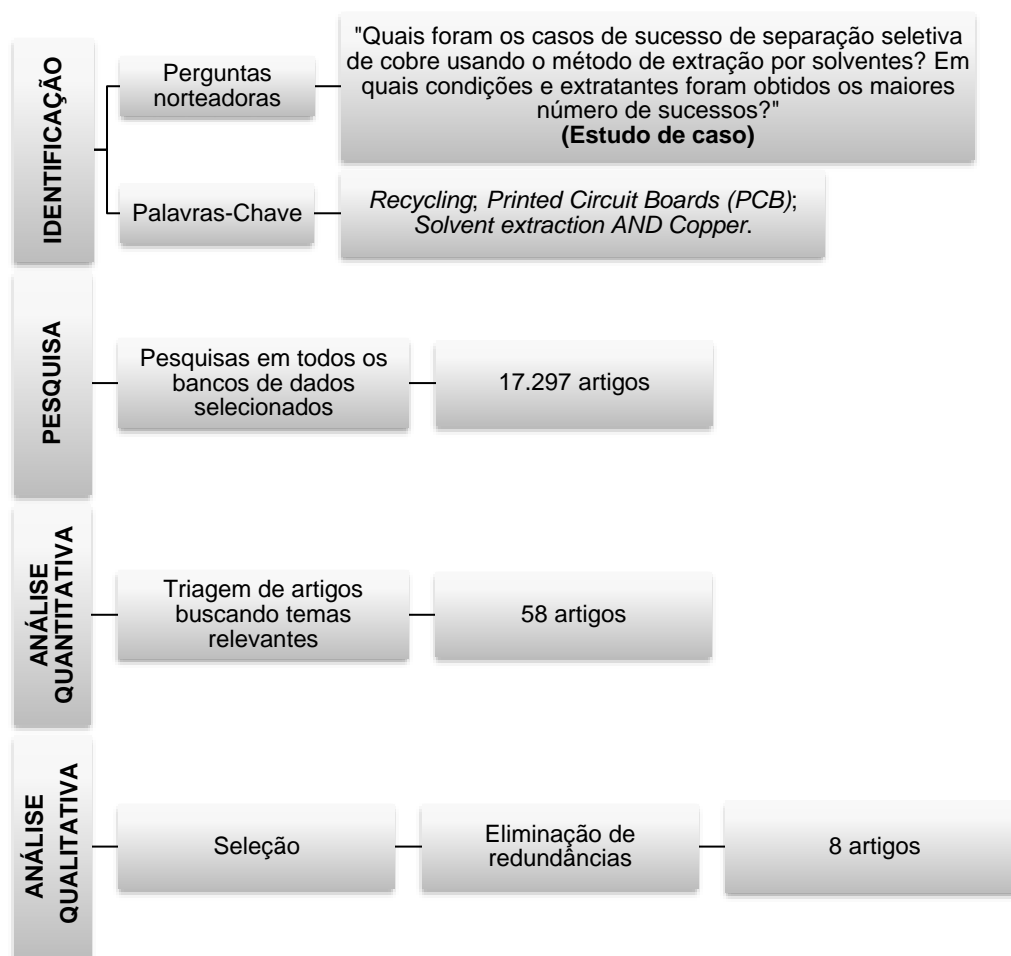 IDENTIFICAÇÃO
Perguntas
norteadoras
"Quais foram os casos de sucesso de separação seletiva
de cobre usando o método de extração por solventes? Em
quais condições e extratantes foram obtidos os maiores
número de sucessos?"
(Estudo de caso)
Palavras-Chave
Recycling; Printed Circuit Boards (PCB);
Solvent extraction AND Copper.
PESQUISA
Pesquisas em todos os
bancos de dados
selecionados
17.297 artigos
ANÁLISE
QUANTITATIVA
Triagem de artigos
buscando temas
relevantes
58 artigos
ANÁLISE
QUALITATIVA
Seleção
Eliminação de
redundâncias
8 artigos